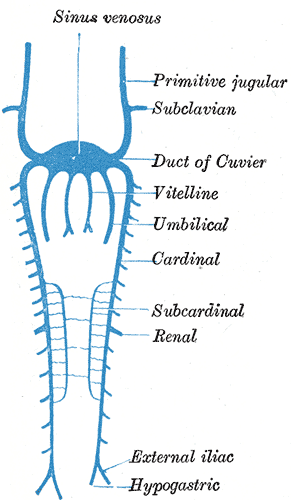 Sinus venosus
Primitive jugular
Subclavian
Duct of Cuvier
Vitelline
Umbilical
Cardinal
Subcardinal
Renal
External iliac
Hypogastric